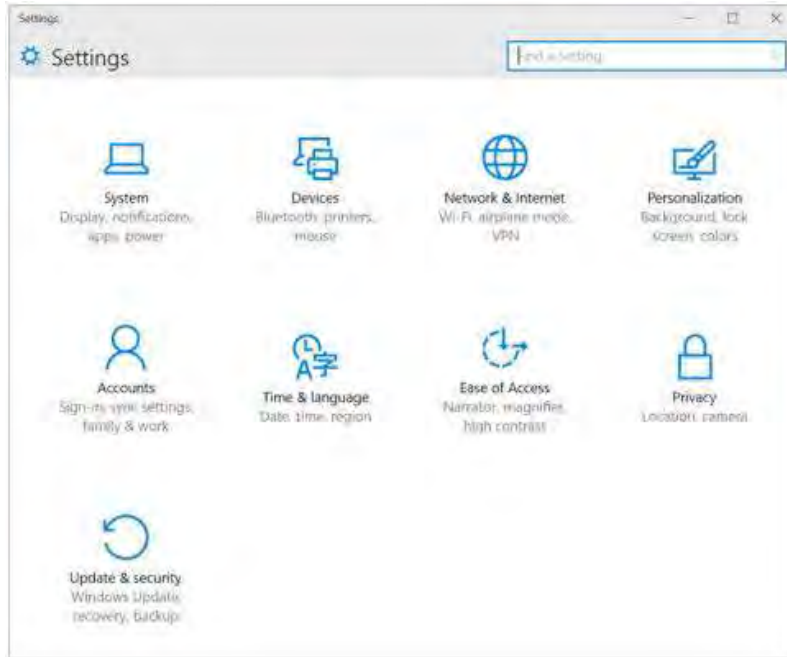 Settings
Settings
Find a setting
System
Devices
Network & Internet
Personalization
Display, notifications,
Bluetooth, printers,
Wi-Fi, airplane mode,
Background, lock
apps, power
mouse
VPN
screen, colors
A字
Accounts
Time & language
Ease of Access
Privacy
Sign-in, sync settings,
Date, time, region
Narrator, magnifier,
Location, camera
family & work
high contrast
Update & security
Windows Update,
recovery, backup